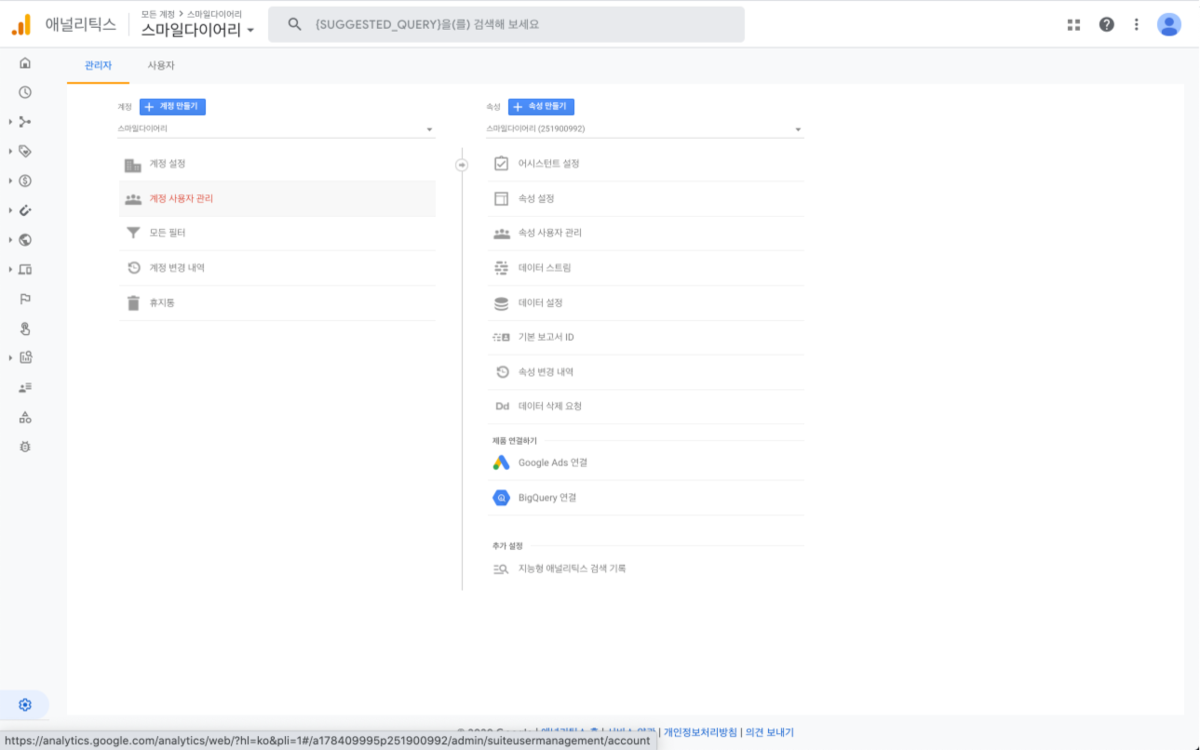 애널리틱스
모든 계정 > 스마일다이어리
스마일다이어리
{SUGGESTED_QUERY}을(를) 검색해 보세요
관리자
사용자
계정
계정 만들기
스마일다이어리
계정 설정
계정 사용자 관리
모든 필터
계정 변경 내역
휴지통
속성
속성 만들기
스마일다이어리 (251900992)
어시스턴트 설정
속성 설정
속성 사용자 관리
데이터 스트림
데이터 설정
기본 보고서 ID
속성 변경 내역
Dd 데이터 삭제 요청
제품 연결하기
Google Ads 연결
BigQuery 연결
추가 설정
지능형 애널리틱스 검색 기록
| 개인정보처리방침 | 의견 보내기
https://analytics.google.com/analytics/web/?hl=ko&pli=1#/a178409995p251900992/admin/suiteusermanagement/account